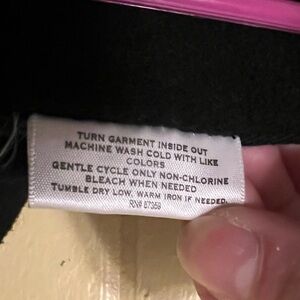 TURN GARMENT INSIDE OUT
MACHINE WASH COLD WITH LIKE
COLORS
GENTLE CYCLE ONLY NON-CHLORINE
BLEACH WHEN NEEDED
TUMBLE DRY LOW, WARM IRON IF NEEDED.
RN# 87358